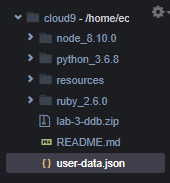 cloud9 - /home/ec
node_8.10.0
python_3.6.8
resources
ruby_2.6.0
lab-3-ddb.zip
README.md
{ } user-data.json